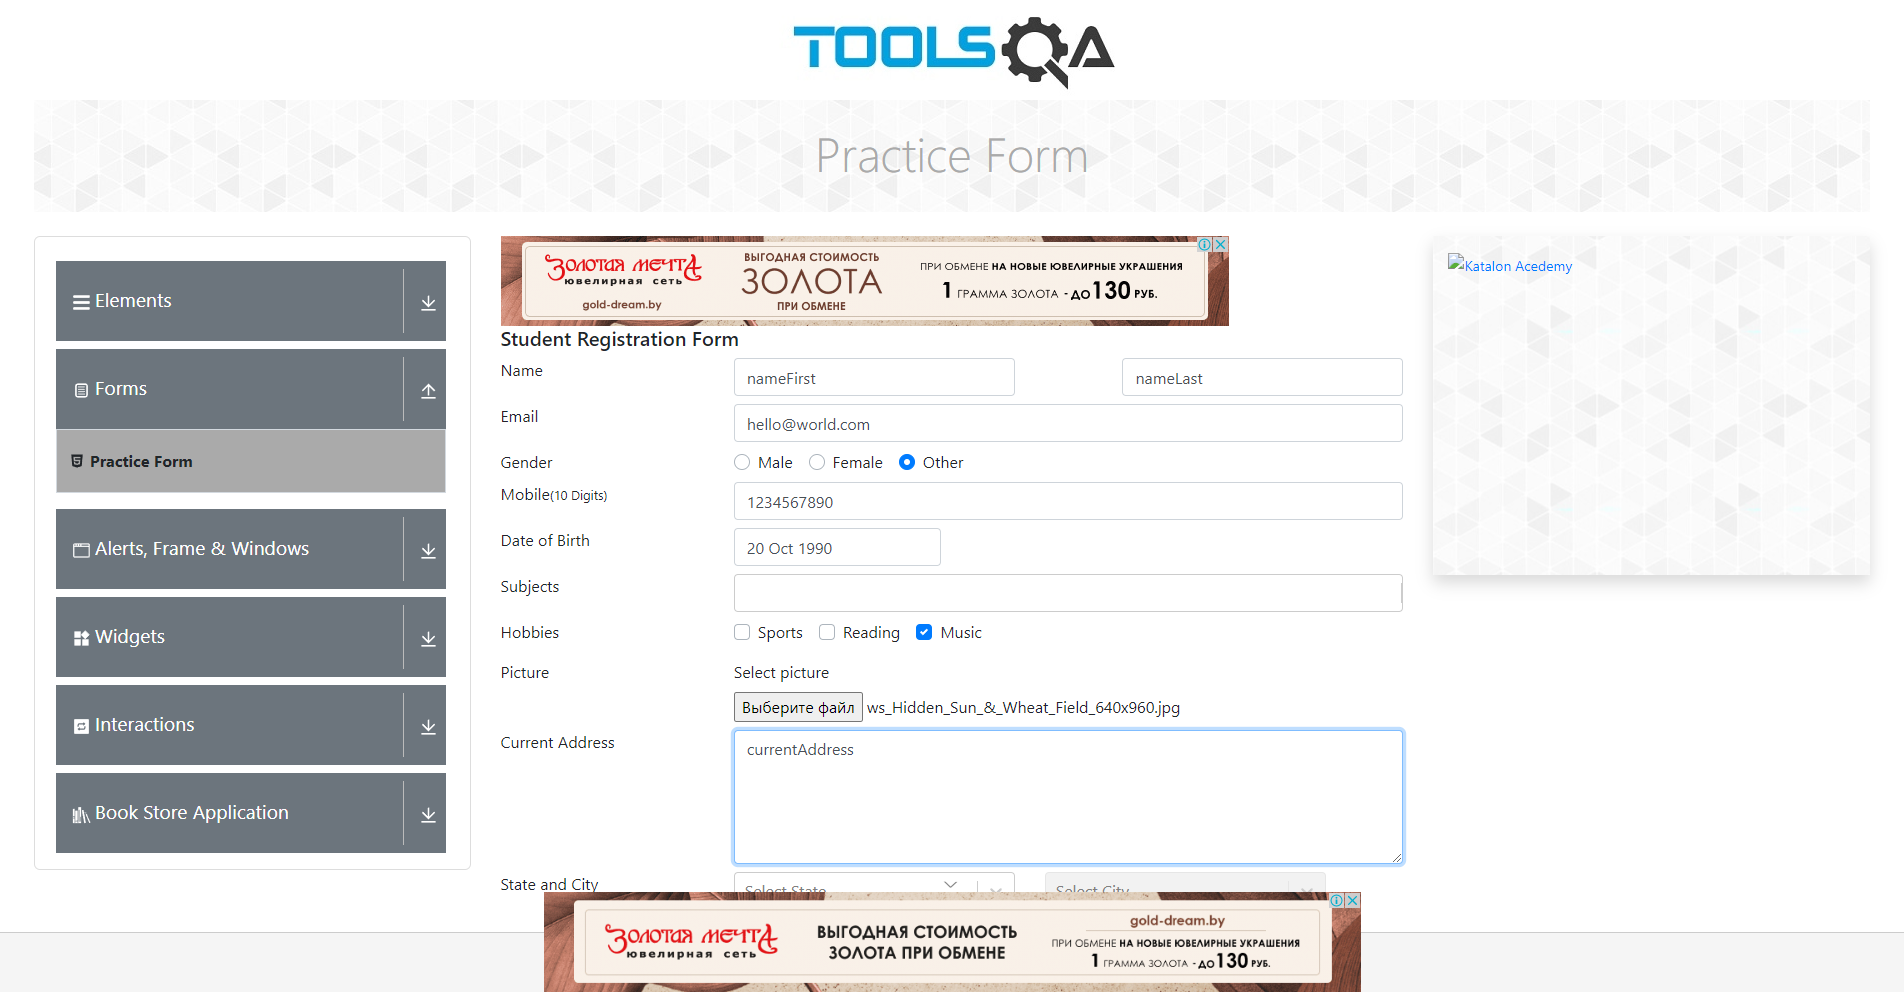 TOOLSQA
Practice Form
Elements
Forms
Practice Form
Alerts, Frame & Windows
Widgets
Interactions
Book Store Application
ЗОЛОТАЯ МЕЧТА
ювелирная сеть
gold-dream.by
ВЫГОДНАЯ СТОИМОСТЬ
ЗОЛОТА
ПРИ ОБМЕНЕ
ПРИ ОБМЕНЕ НА НОВЫЕ ЮВЕЛИРНЫЕ УКРАШЕНИЯ
1 ГРАММА ЗОЛОТА - ДО 130 РУБ.
Student Registration Form
Name
nameFirst
nameLast
Email
hello@world.com
Gender
Male
Female
Other
Mobile(10 Digits)
1234567890
Date of Birth
20 Oct 1990
Subjects
Hobbies
Sports
Reading
Music
Picture
Select picture
Выберите файл
ws_Hidden_Sun_&_Wheat_Field_640x960.jpg
Current Address
currentAddress
State and City
Select State
Select City
Katalon Acedemy
ЗОЛОТАЯ МЕЧТА
ювелирная сеть
ВЫГОДНАЯ СТОИМОСТЬ
ЗОЛОТА ПРИ ОБМЕНЕ
gold-dream.by
ПРИ ОБМЕНЕ НА НОВЫЕ ЮВЕЛИРНЫЕ УКРАШЕНИЯ
1 ГРАММА ЗОЛОТА - ДО 130 РУБ.